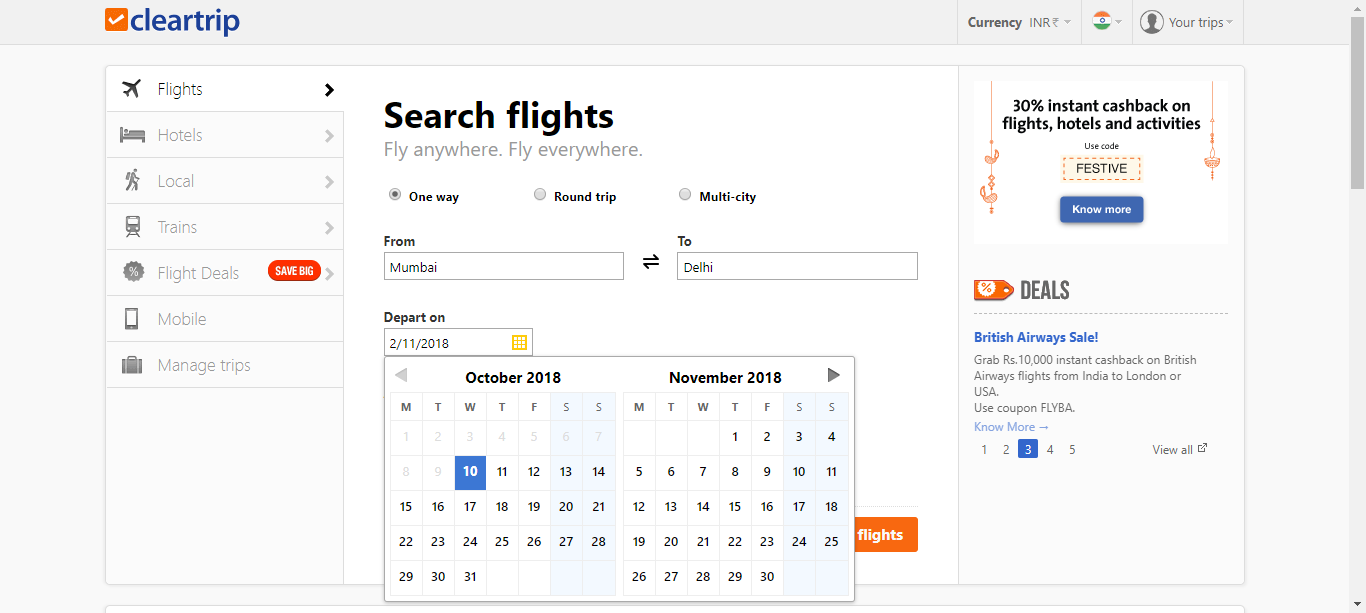 cleartrip
Currency INR ₹
Your trips
Flights
Hotels
Local
Trains
Flight Deals SAVE BIG
Mobile
Manage trips
Search flights
Fly anywhere. Fly everywhere.
One way Round trip Multi-city
From To
Mumbai Delhi
Depart on
2/11/2018
October 2018
M T W T F S S
1 2 3 4 5 6 7
8 9 10 11 12 13 14
15 16 17 18 19 20 21
22 23 24 25 26 27 28
29 30 31
November 2018
M T W T F S S
1 2 3 4
5 6 7 8 9 10 11
12 13 14 15 16 17 18
19 20 21 22 23 24 25
26 27 28 29 30
flights
30% instant cashback on
flights, hotels and activities
Use code
FESTIVE
Know more
% DEALS
British Airways Sale!
Grab Rs.10,000 instant cashback on British
Airways flights from India to London or
USA.
Use coupon FLYBA.
Know More →
1 2 3 4 5 View all